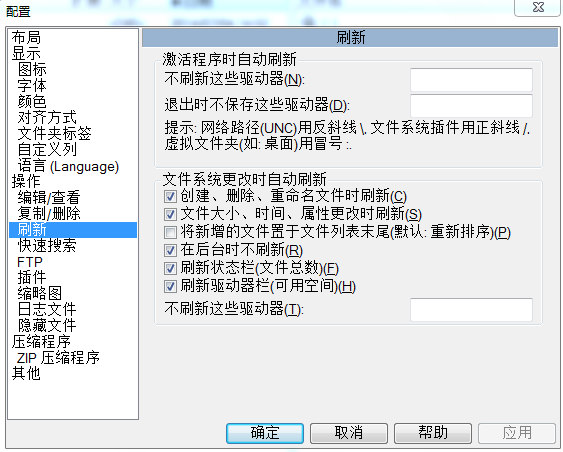 配置
布局
显示
图标
字体
颜色
对齐方式
文件夹标签
自定义列
语言 (Language)
操作
编辑/查看
复制/删除
刷新
快速搜索
FTP
插件
缩略图
日志文件
隐藏文件
压缩程序
ZIP 压缩程序
其他
刷新
激活程序时自动刷新
不刷新这些驱动器(N):
退出时不保存这些驱动器(D):
提示: 网络路径(UNC)用反斜线 \, 文件系统插件用正斜线 /,
虚拟文件夹(如: 桌面)用冒号 :.
文件系统更改时自动刷新
创建、删除、重命名文件时刷新(C)
文件大小、时间、属性更改时刷新(S)
将新增的文件置于文件列表末尾(默认: 重新排序)(P)
在后台时不刷新(R)
刷新状态栏(文件总数)(F)
刷新驱动器栏(可用空间)(H)
不刷新这些驱动器(T):
确定
取消
帮助
应用